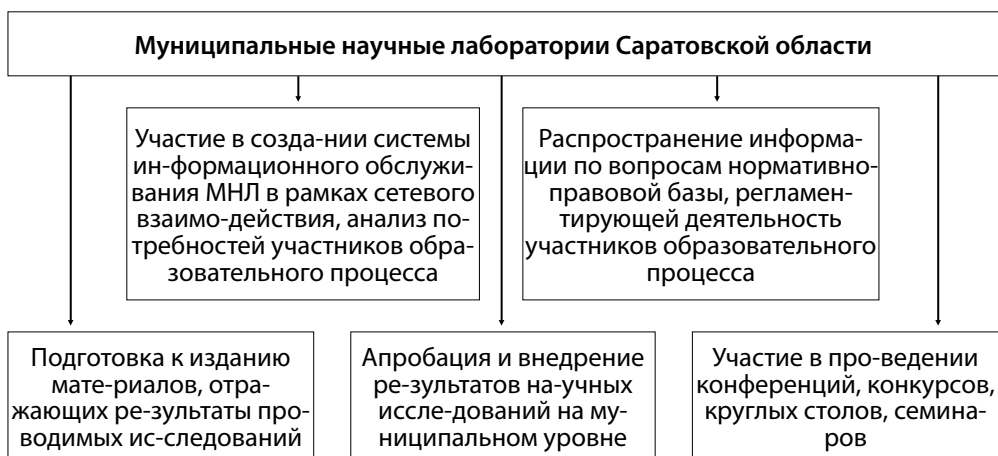 Муниципальные научные лаборатории Саратовской области
Участие в созда-нии системы
ин-формационного обслужи-
вания МНЛ в рамках сетевого
взаимо-действия, анализ по-
требностей участников обра-
зовательного процесса
Распространение информа-
ции по вопросам нормативно-
правовой базы, регламен-
тирующей деятельность
участников образовательного
процесса
Подготовка к изданию
мате-риалов, отра-
жающих ре-зультаты про-
водимых ис-следований
Апробация и внедрение
ре-зультатов на-учных
иссле-дований на му-
ниципальном уровне
Участие в про-ведении
конференций, конкурсов,
круглых столов, семина-
ров